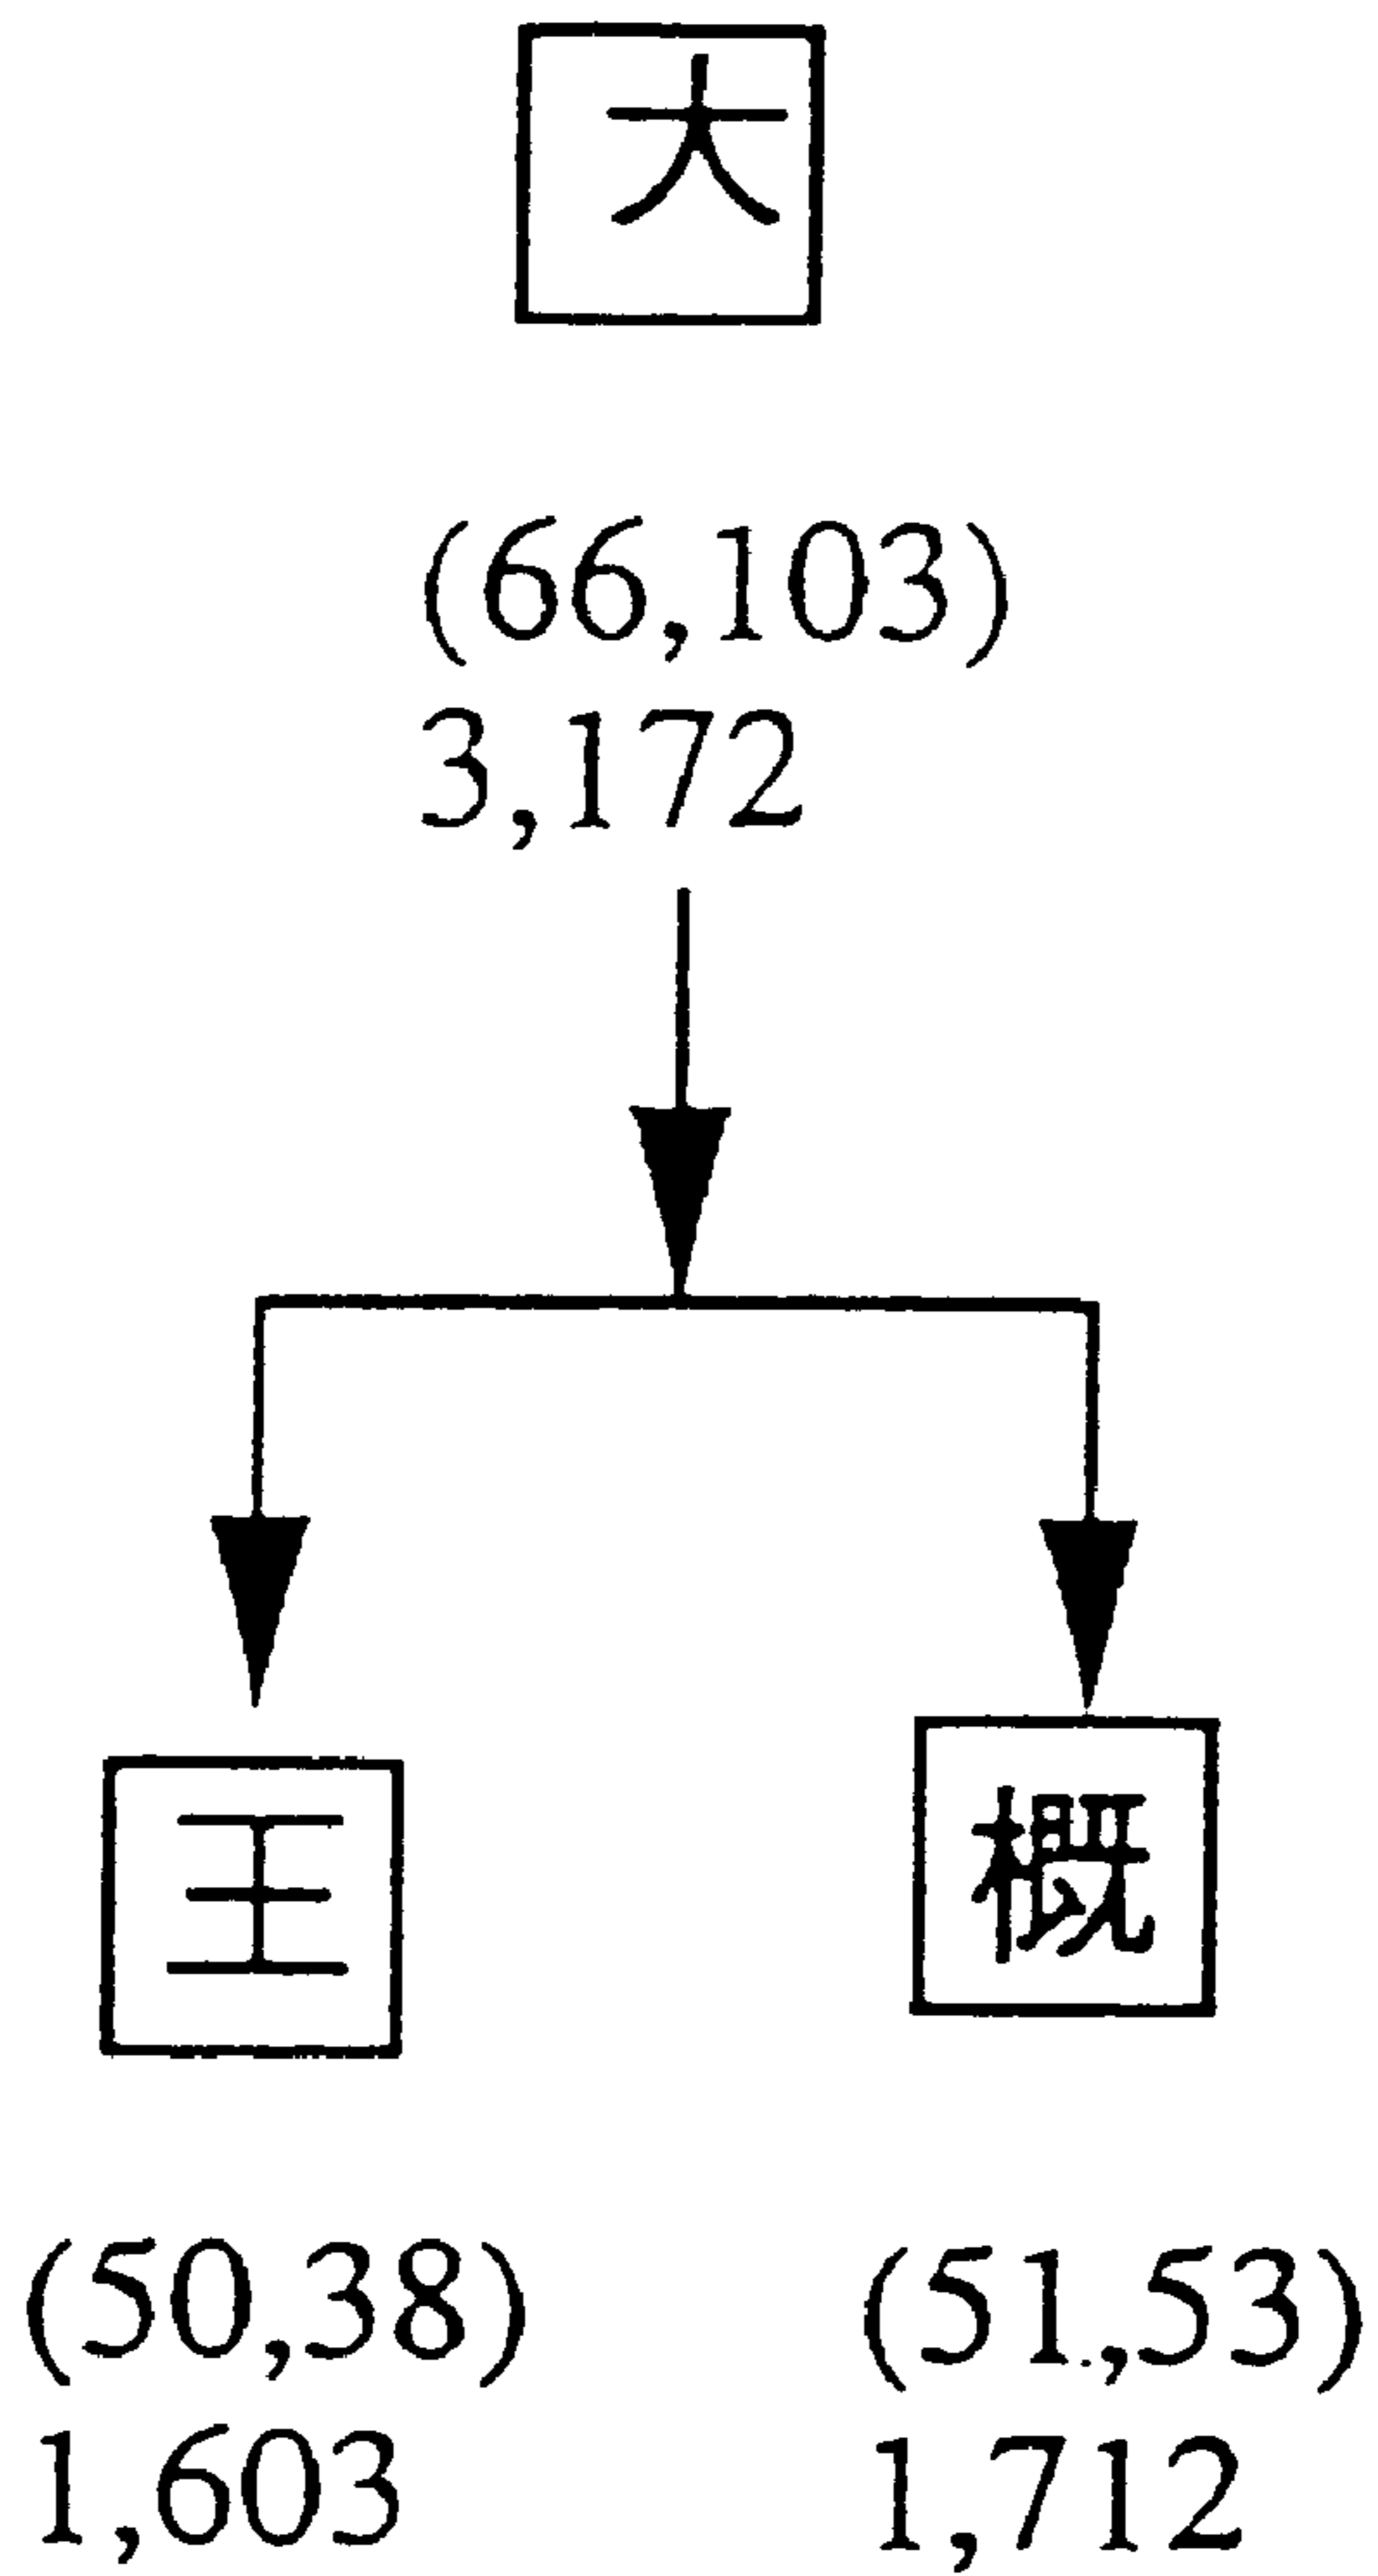 大
(66,103)
3,172
王
概
(50,38)
(51.,53)
1,603
1,712